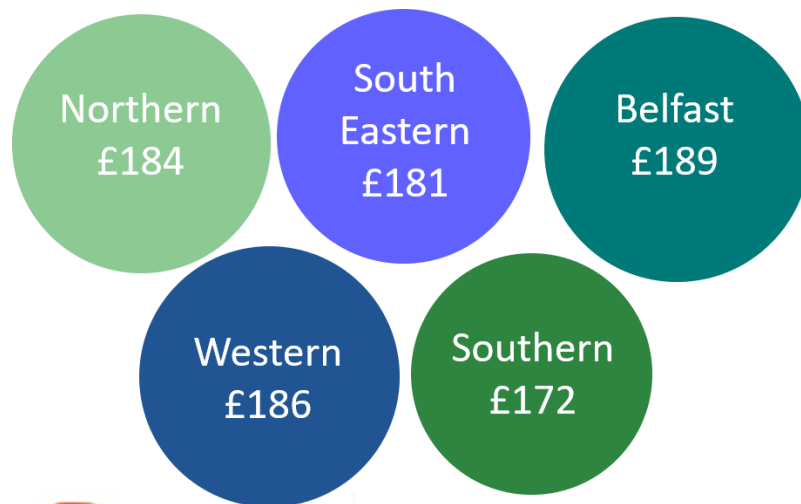 Northern
£184
South
Eastern
£181
Belfast
£189
Western
£186
Southern
£172